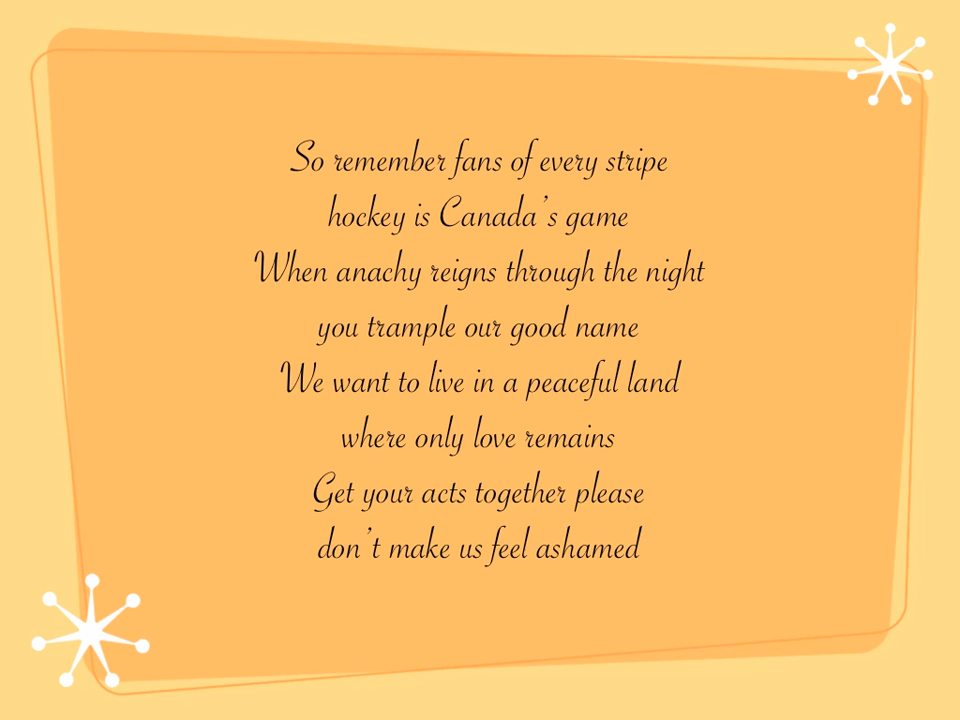 So remember fans of every stripe
hockey is Canada's game
When anachy reigns through the night
you trample our good name
We want to live in a peaceful land
where only love remains
Get your acts together please
don't make us feel ashamed